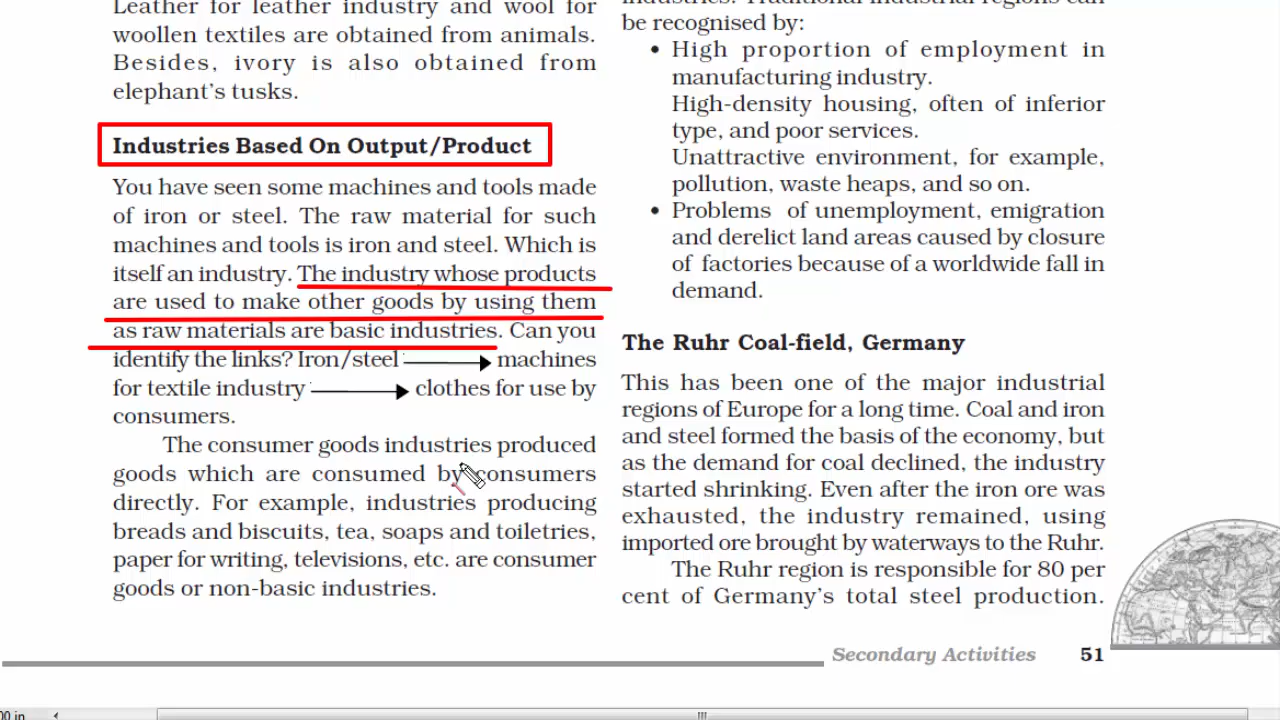 Leather for leather industry and wool for
woollen textiles are obtained from animals.
Besides, ivory is also obtained from
elephant's tusks.
Industries Based On Output/Product
You have seen some machines and tools made
of iron or steel. The raw material for such
machines and tools is iron and steel. Which is
itself an industry. The industry whose products
are used to make other goods by using them
as raw materials are basic industries. Can you
identify the links? Iron/steel → machines
for textile industry → clothes for use by
consumers.
The consumer goods industries produced
goods which are consumed by consumers
directly. For example, industries producing
breads and biscuits, tea, soaps and toiletries,
paper for writing, televisions, etc. are consumer
goods or non-basic industries.
industries. Traditional industrial regions can
be recognised by:
• High proportion of employment in
manufacturing industry.
High-density housing, often of inferior
type, and poor services.
Unattractive environment, for example,
pollution, waste heaps, and so on.
• Problems of unemployment, emigration
and derelict land areas caused by closure
of factories because of a worldwide fall in
demand.
The Ruhr Coal-field, Germany
This has been one of the major industrial
regions of Europe for a long time. Coal and iron
and steel formed the basis of the economy, but
as the demand for coal declined, the industry
started shrinking. Even after the iron ore was
exhausted, the industry remained, using
imported ore brought by waterways to the Ruhr.
The Ruhr region is responsible for 80 per
cent of Germany's total steel production.
Secondary Activities 51
00 in